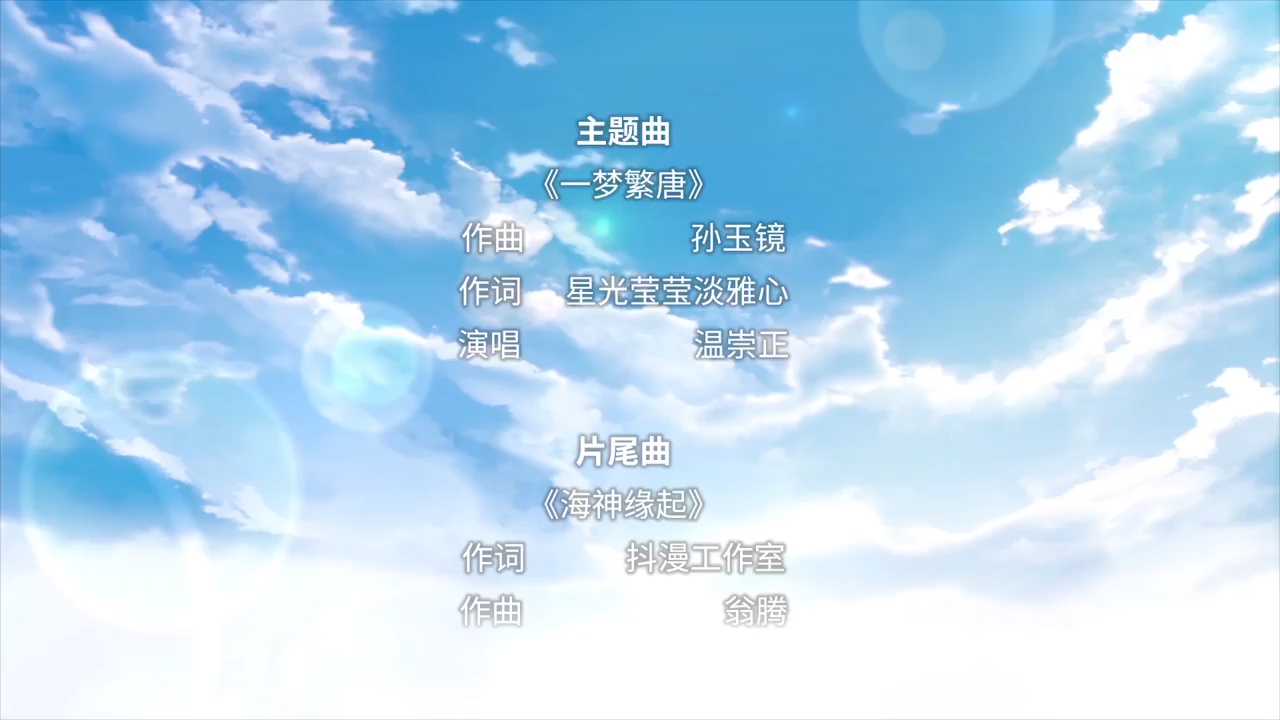 主题曲
《一梦繁唐》
作曲 孙玉镜
作词 星光莹莹淡雅心
演唱 温崇正
片尾曲
《海神缘起》
作词 抖漫工作室
作曲 翁腾